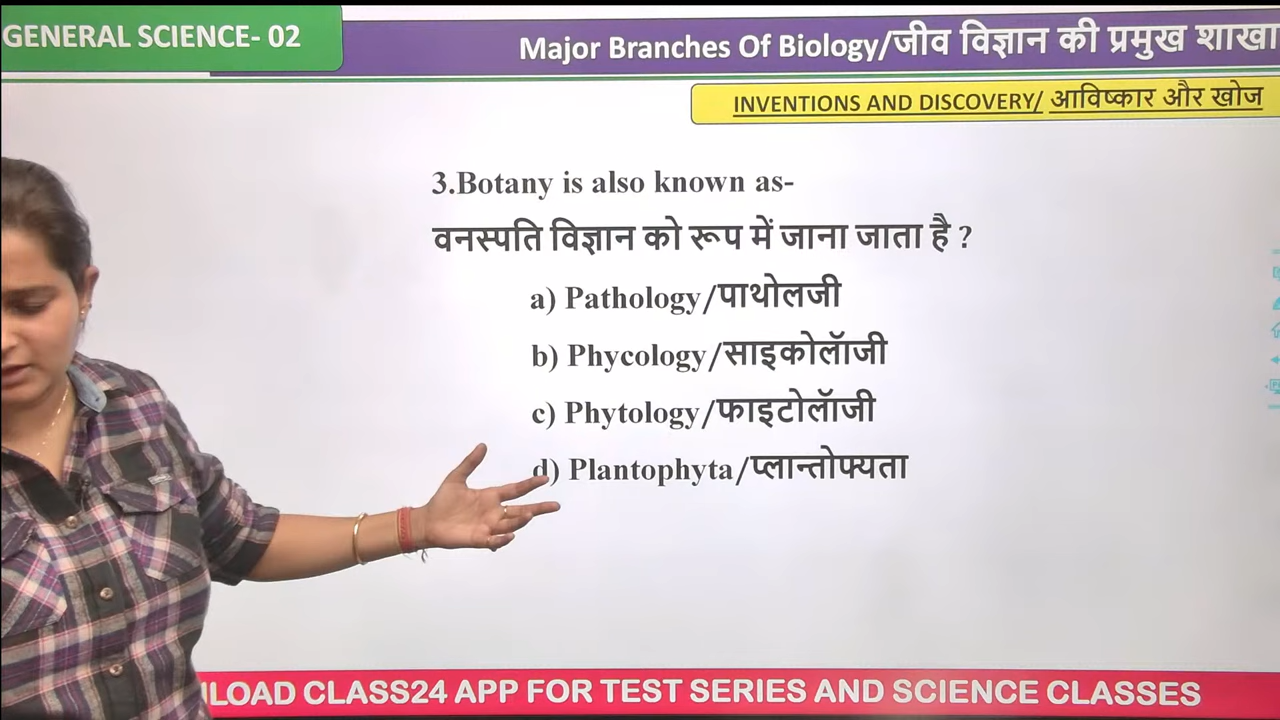 GENERAL SCIENCE- 02
Major Branches Of Biology/जीव विज्ञान की प्रमुख शाखा
INVENTIONS AND DISCOVERY/ आविष्कार और खोज
3.Botany is also known as-
वनस्पति विज्ञान को रूप में जाना जाता है ?
a) Pathology/पाथोलजी
b) Phycology/साइकोलॉजी
c) Phytology/फाइटोलॉजी
d) Plantophyta/प्लान्तोफ्यता
LOAD CLASS24 APP FOR TEST SERIES AND SCIENCE CLASSES